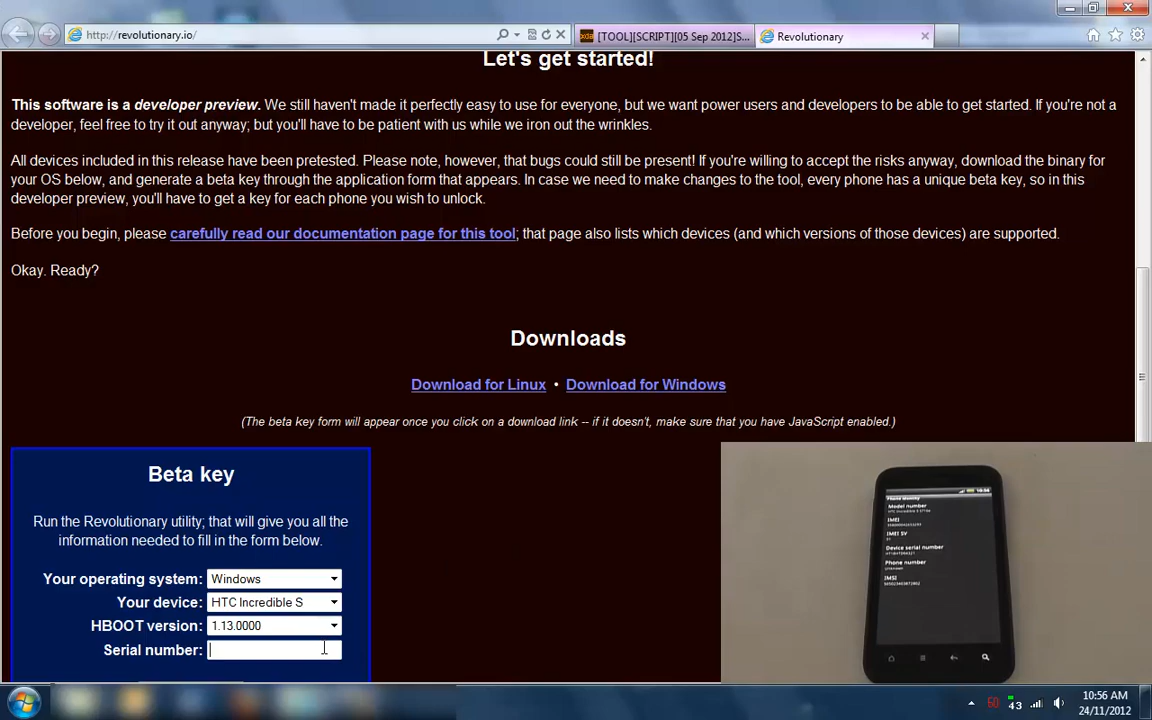 http://revolutionary.io/
[TOOL][SCRIPT][05 Sep 2012]S...
Revolutionary
Let's get started!
This software is a developer preview. We still haven't made it perfectly easy to use for everyone, but we want power users and developers to be able to get started. If you're not a
developer, feel free to try it out anyway; but you'll have to be patient with us while we iron out the wrinkles.
All devices included in this release have been pretested. Please note, however, that bugs could still be present! If you're willing to accept the risks anyway, download the binary for
your OS below, and generate a beta key through the application form that appears. In case we need to make changes to the tool, every phone has a unique beta key, so in this
developer preview, you'll have to get a key for each phone you wish to unlock.
Before you begin, please carefully read our documentation page for this tool; that page also lists which devices (and which versions of those devices) are supported.
Okay. Ready?
Downloads
Download for Linux • Download for Windows
(The beta key form will appear once you click on a download link -- if it doesn't, make sure that you have JavaScript enabled.)
Beta key
Run the Revolutionary utility; that will give you all the
information needed to fill in the form below.
Your operating system: Windows
Your device: HTC Incredible S
HBOOT version: 1.13.0000
Serial number:
Phone identity
Model number
IMEI
IMEI SV
Device serial number
Phone number
IMSI
60
43
10:56 AM
24/11/2012